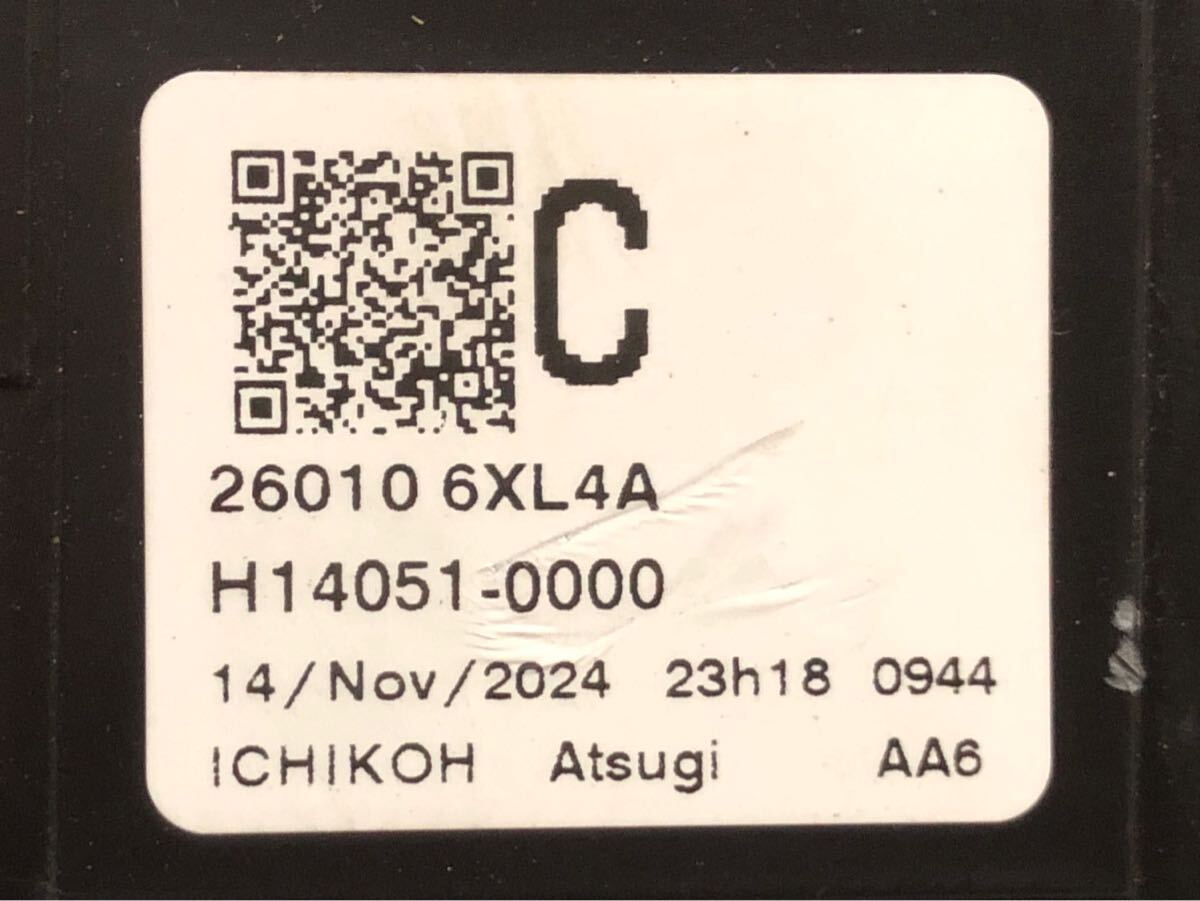 C
26010 6XL4A
H14051-0000
14/Nov/2024 23h18 0944
ICHIKOH Atsugi AA6